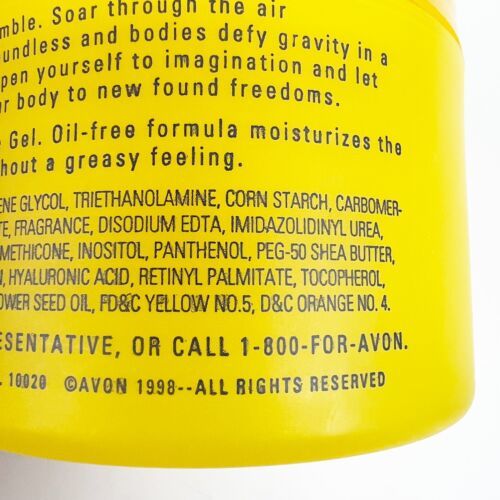 mble. Soar through the air
undless and bodies defy gravity in a
pen yourself to imagination and let
r body to new found freedoms.
e Gel. Oil-free formula moisturizes the
hout a greasy feeling.
ENE GLYCOL, TRIETHANOLAMINE, CORN STARCH, CARBOMER-
TE, FRAGRANCE, DISODIUM EDTA, IMIDAZOLIDINYL UREA,
METHICONE, INOSITOL, PANTHENOL, PEG-50 SHEA BUTTER,
N, HYALURONIC ACID, RETINYL PALMITATE, TOCOPHEROL,
OWER SEED OIL, FD&C YELLOW NO.5, D&C ORANGE NO. 4.
ESENTATIVE, OR CALL 1-800-FOR-AVON.
. 10020 ©AVON 1998--ALL RIGHTS RESERVED